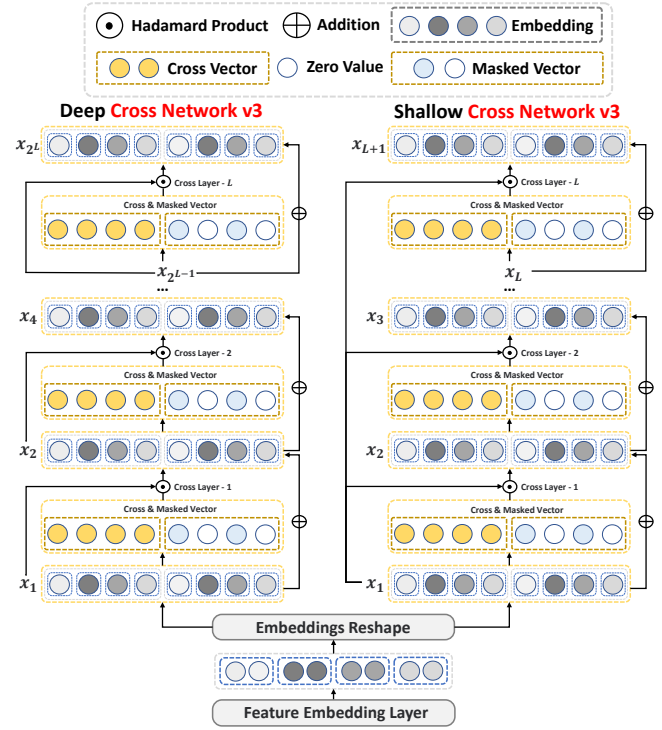 Hadamard Product
Addition
Embedding
Cross Vector
Zero Value
Masked Vector
Deep Cross Network v3
x_{2^L}
Cross Layer - L
Cross & Masked Vector
x_{2^{L-1}}
...
x_4
Cross Layer - 2
Cross & Masked Vector
x_2
Cross Layer - 1
Cross & Masked Vector
x_1
Shallow Cross Network v3
x_{L+1}
Cross Layer - L
Cross & Masked Vector
x_L
...
x_3
Cross Layer - 2
Cross & Masked Vector
x_2
Cross Layer -1
Cross & Masked Vector
x_1
Embeddings Reshape
Feature Embedding Layer